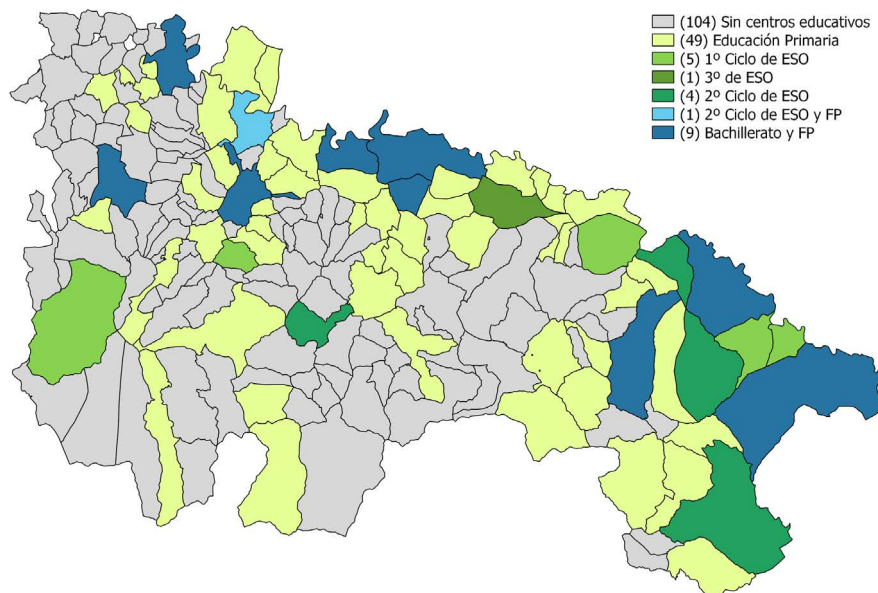 (104) Sin centros educativos
(49) Educación Primaria
(5) 1º Ciclo de ESO
(1) 3º de ESO
(4) 2º Ciclo de ESO
(1) 2º Ciclo de ESO y FP
(9) Bachillerato y FP